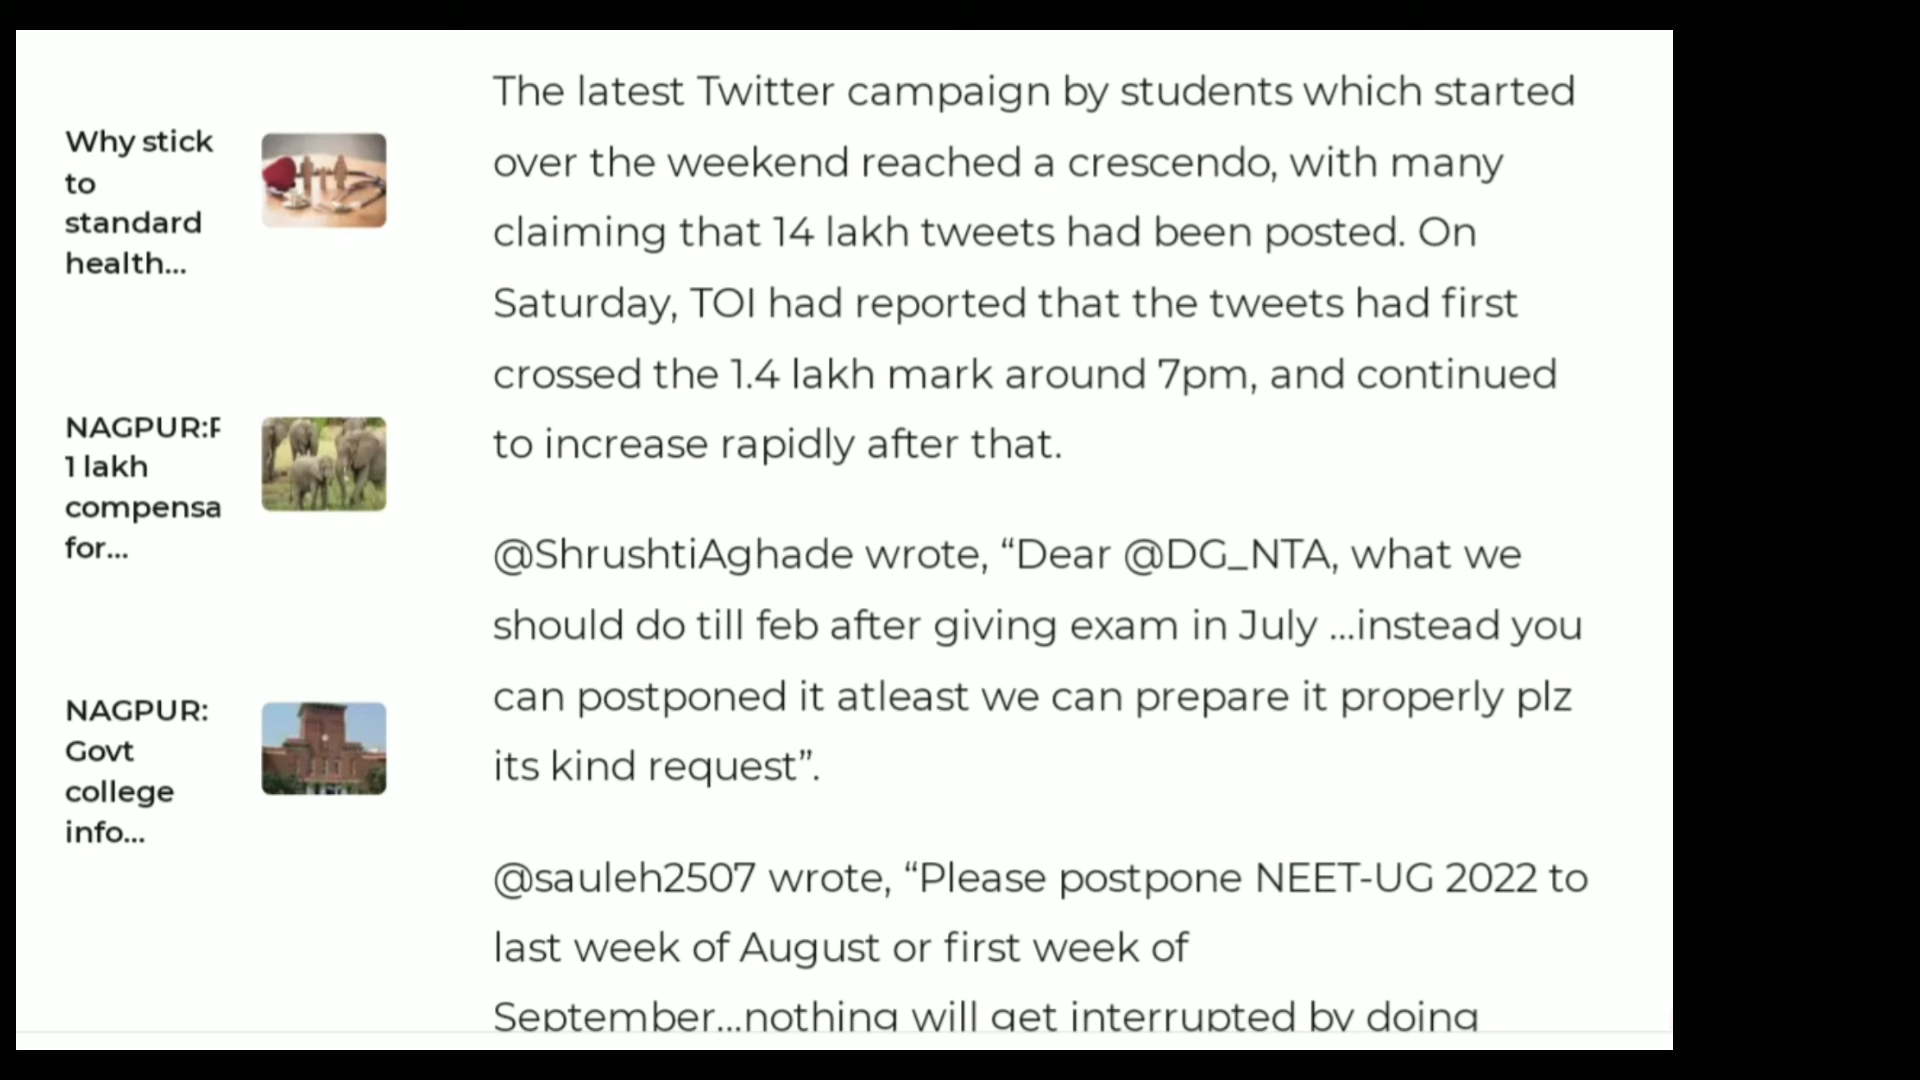 Why stick
to
standard
health...
NAGPUR:
1 lakh
compensa
for...
NAGPUR:
Govt
college
info...
The latest Twitter campaign by students which started
over the weekend reached a crescendo, with many
claiming that 14 lakh tweets had been posted. On
Saturday, TOI had reported that the tweets had first
crossed the 1.4 lakh mark around 7pm, and continued
to increase rapidly after that.
@ShrushtiAghade wrote, “Dear @DG_NTA, what we
should do till feb after giving exam in July ...instead you
can postponed it atleast we can prepare it properly plz
its kind request”.
@sauleh2507 wrote, “Please postpone NEET-UG 2022 to
last week of August or first week of
September...nothing will get interrupted by doing